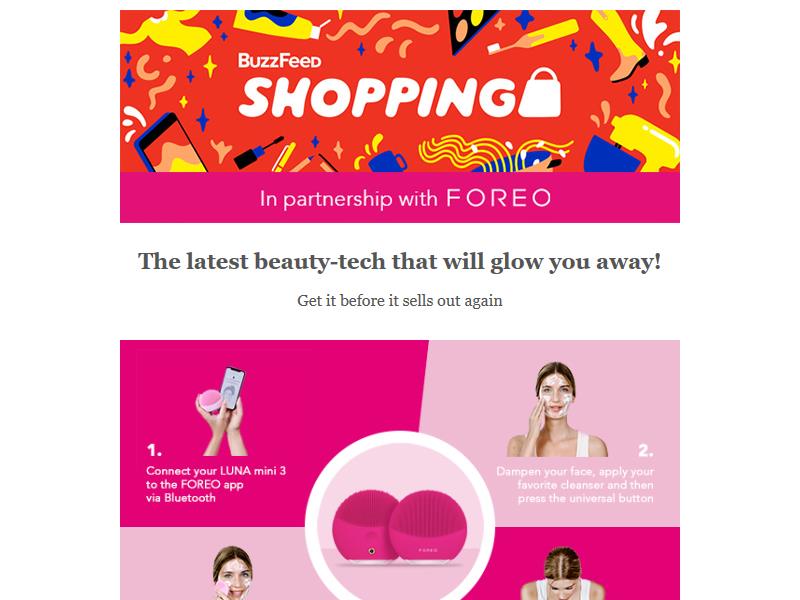 BuzzFeed
SHOPPING
In partnership with FOREO
The latest beauty-tech that will glow you away!
Get it before it sells out again
1.
Connect your LUNA mini 3
to the FOREO app
via Bluetooth
2.
Dampen your face, apply your
favorite cleanser and then
press the universal button
FOREO